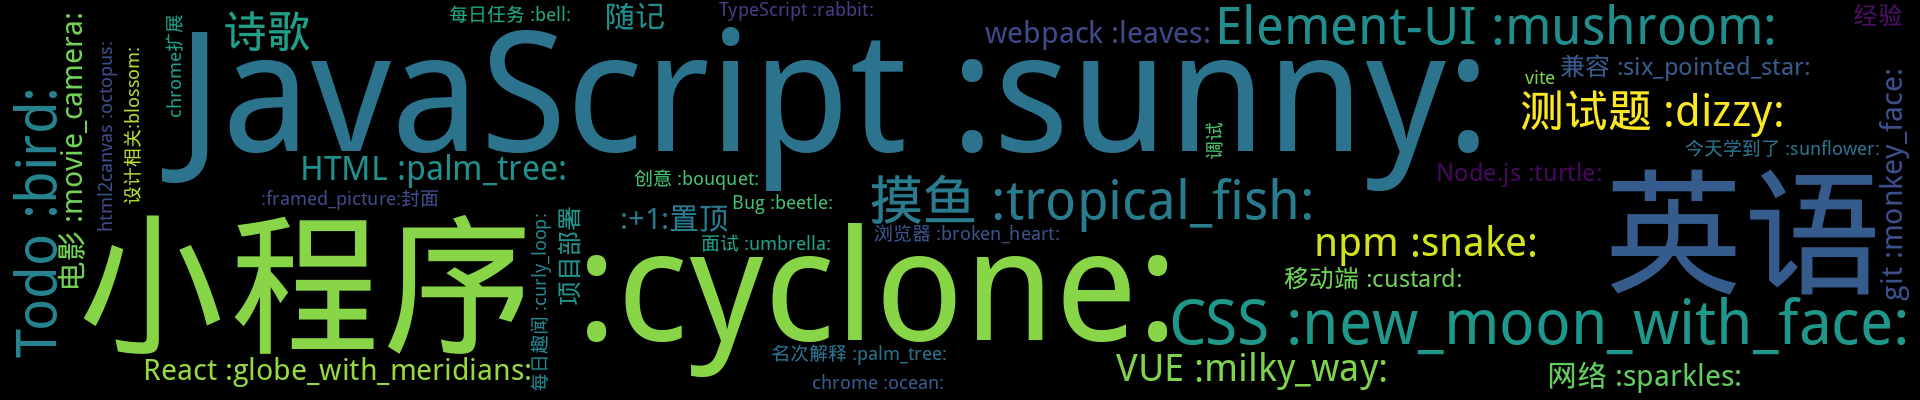 每日任务 :bell:
随记
TypeScript :rabbit:
经验
诗歌
webpack :leaves:
Element-UI :mushroom:
chrome扩展
JavaScript :sunny:
兼容 :six_pointed_star:
vite
测试题 :dizzy:
Todo :bird:
电影 :movie_camera:
html2canvas :octopus:
设计相关:blossom:
调试
今天学到了 :sunflower:
git :monkey_face:
HTML :palm_tree:
创意 :bouquet:
Node.js :turtle:
:framed_picture:封面
Bug :beetle:
摸鱼 :tropical_fish:
英语
:+1:置顶
项目部署
面试 :umbrella:
浏览器 :broken_heart:
npm :snake:
小程序 :cyclone:
每日趣闻 :curly_loop:
移动端 :custard:
CSS :new_moon_with_face:
React :globe_with_meridians:
名次解释 :palm_tree:
VUE :milky_way:
chrome :ocean:
网络 :sparkles: